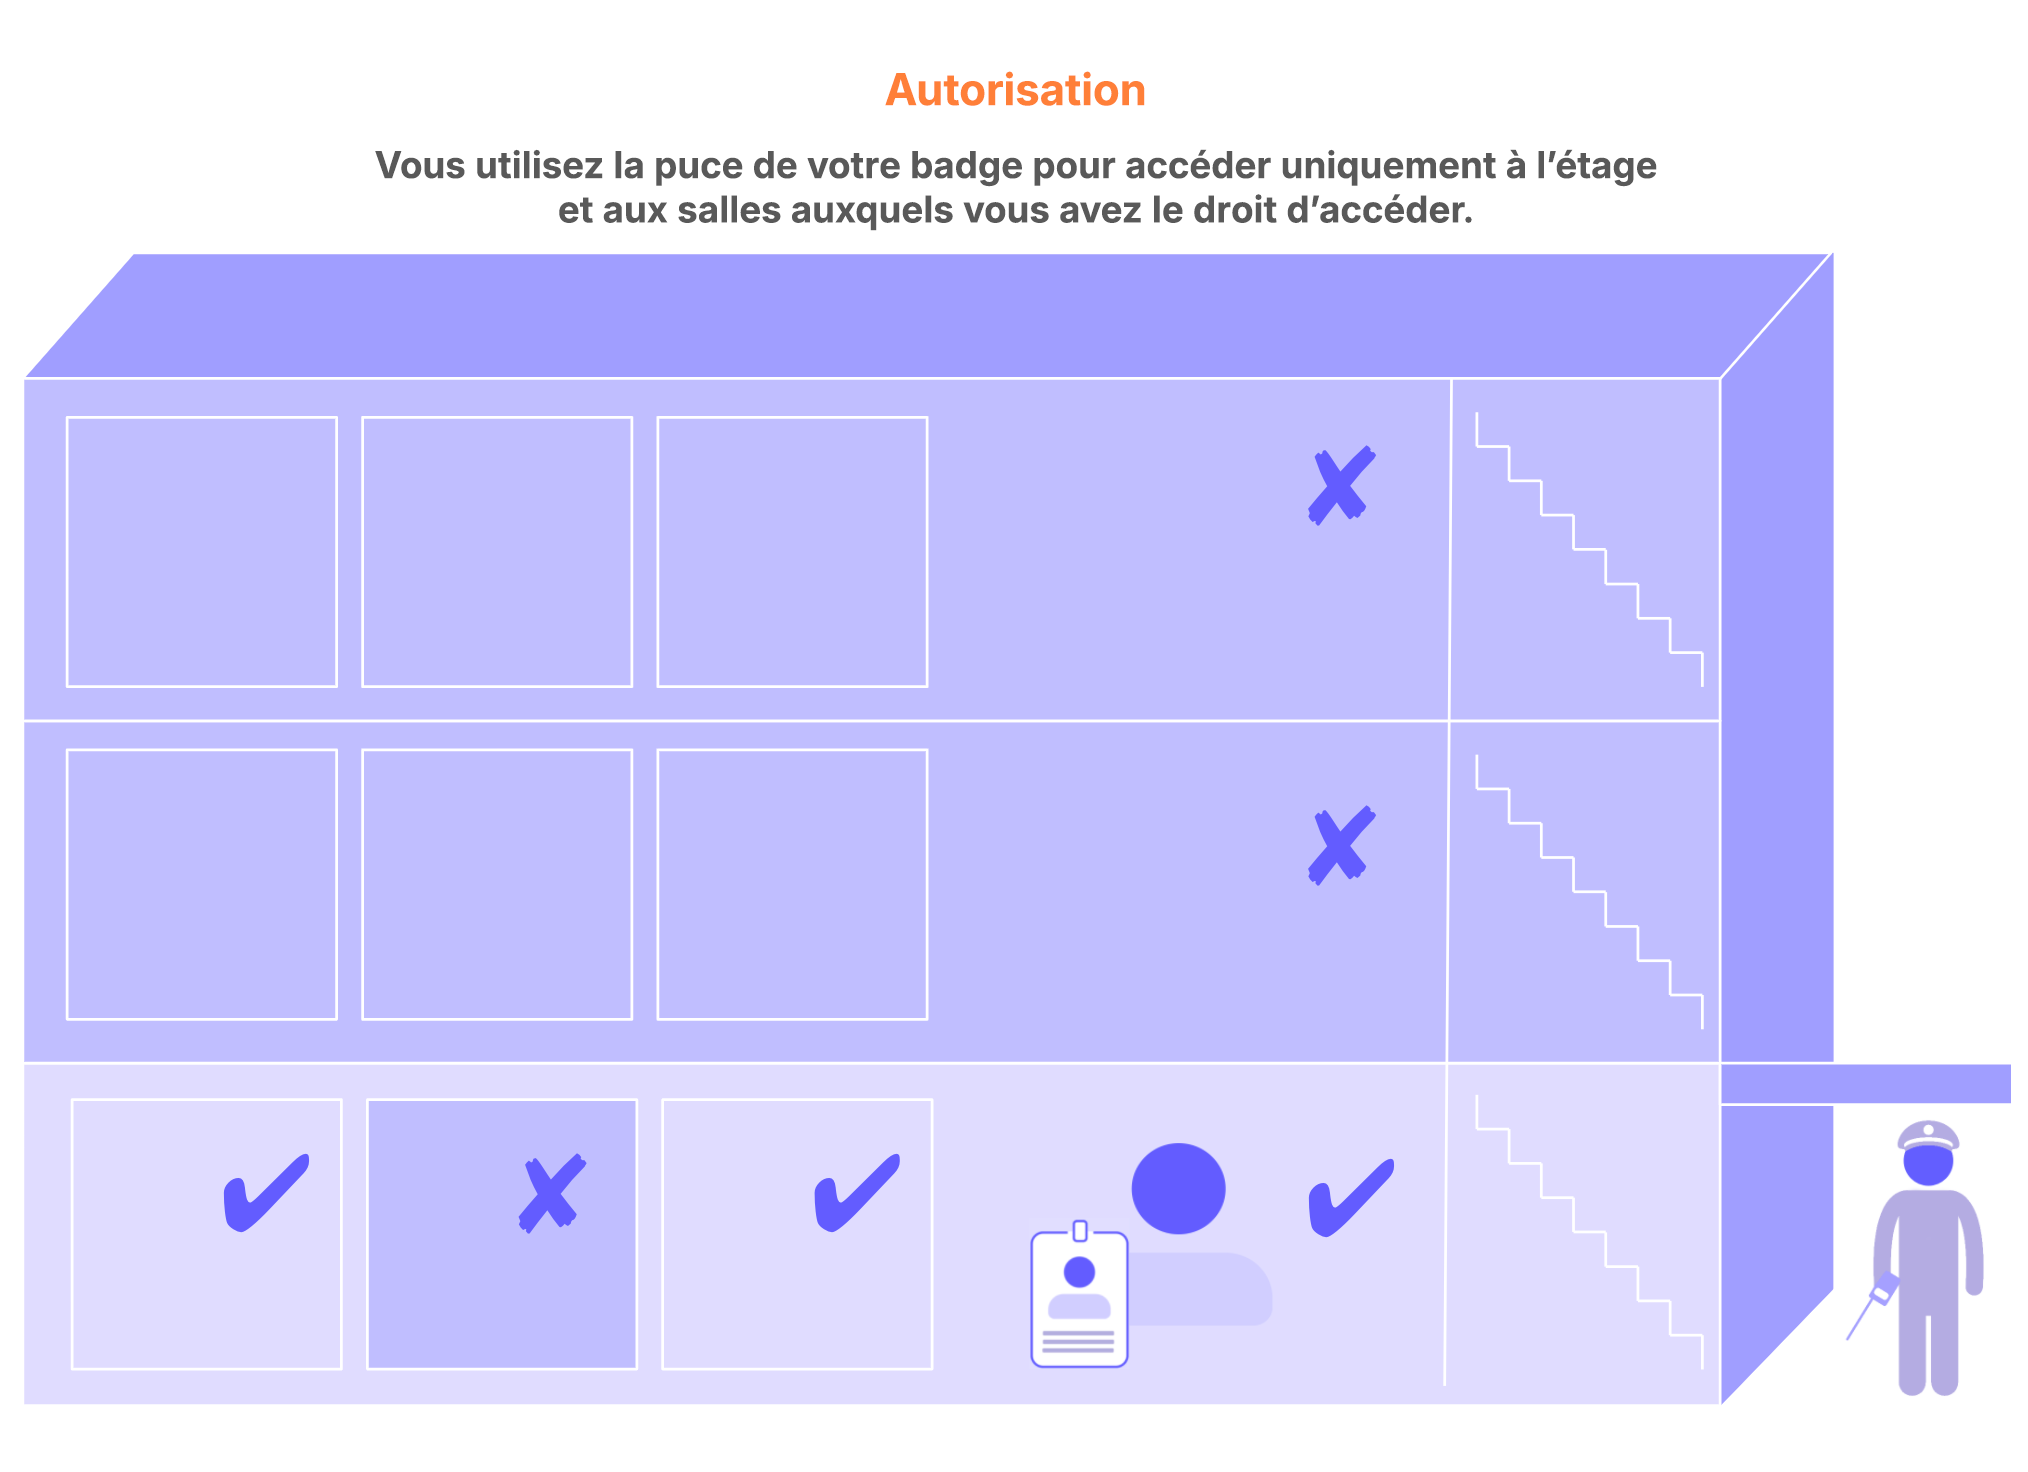 Autorisation
Vous utilisez la puce de votre badge pour accéder uniquement à l’étage
et aux salles auxquels vous avez le droit d’accéder.